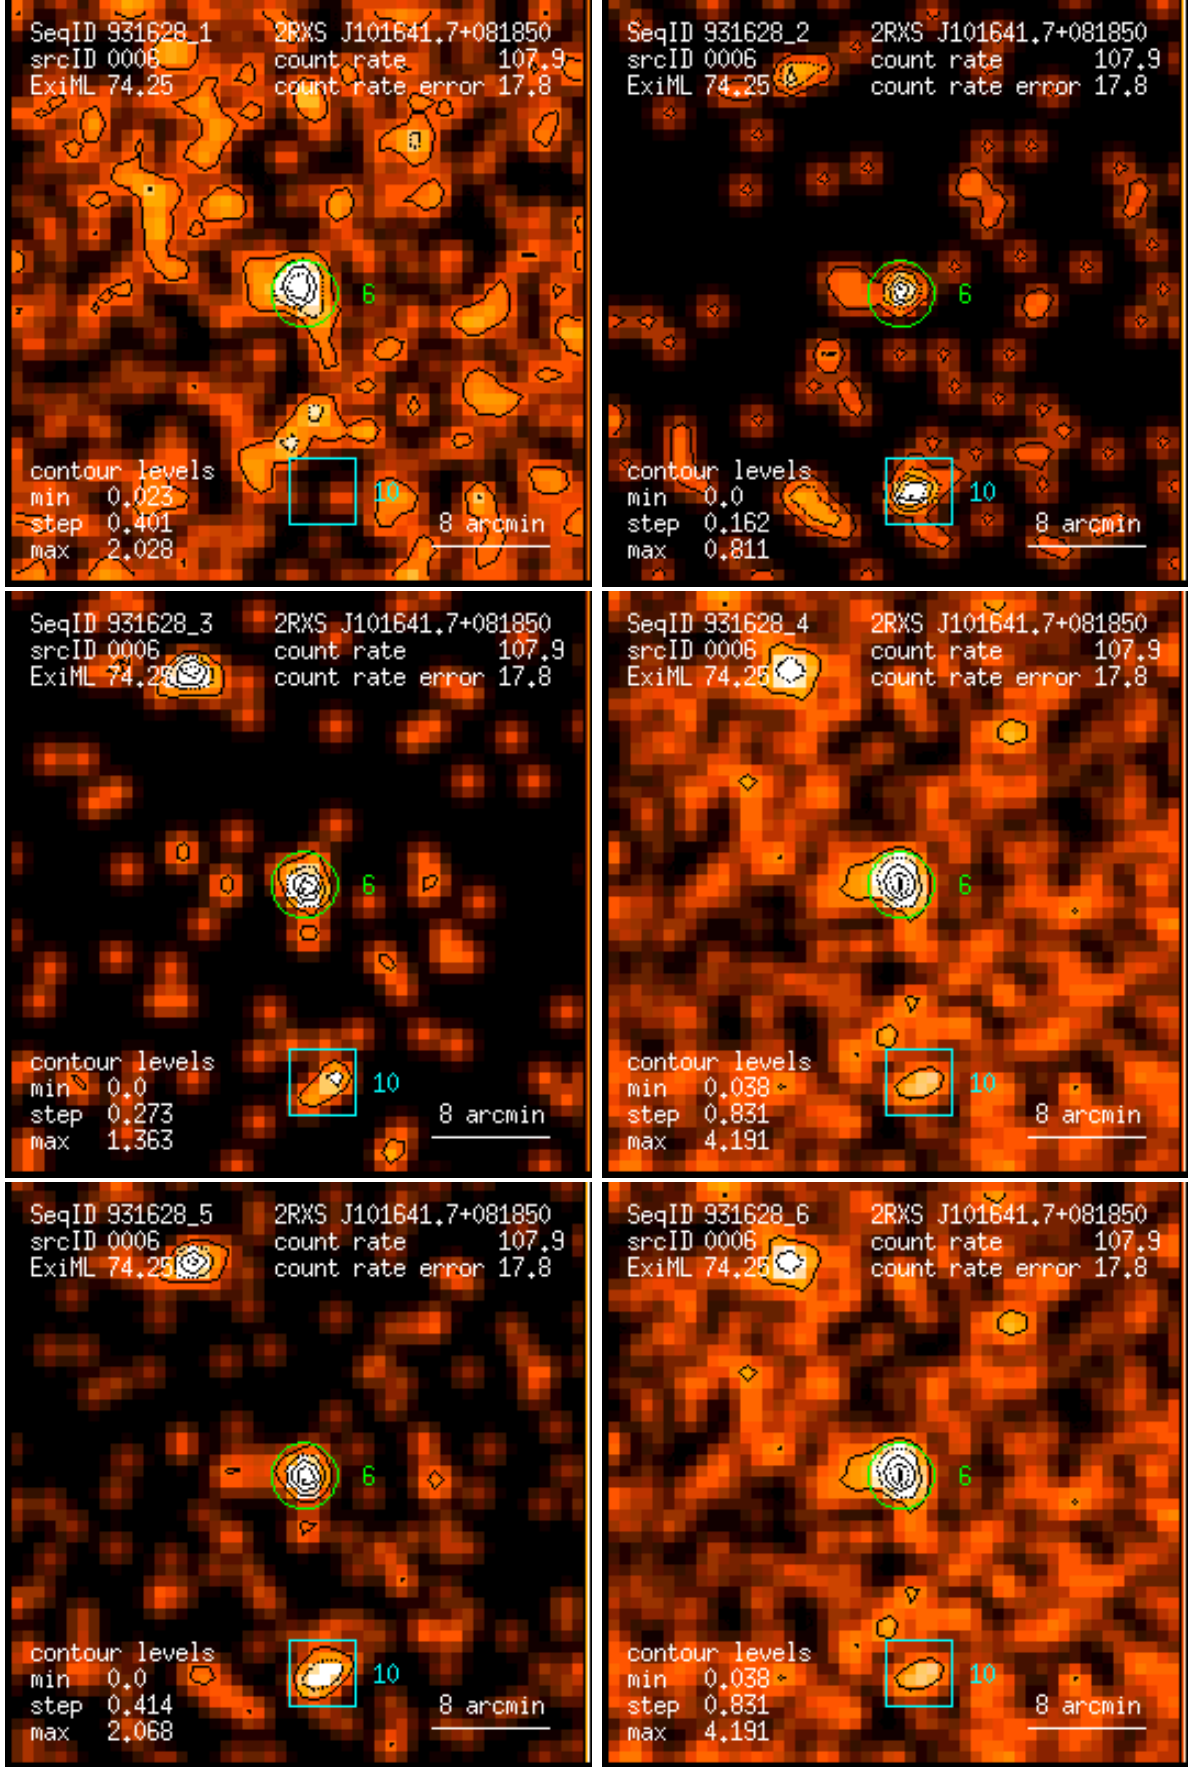 SeqID 931628_1 2RXS J101641.7+081850
srcID 0006 count rate 107.9
ExiML 74.25 count rate error 17.8
6
contour levels
min 0.023
10
step 0.401 8 arcmin
max 2.028
SeqID 931628_2 2RXS J101641.7+081850
srcID 0006 count rate 107.9
ExiML 74.25 count rate error 17.8
6
contour levels
min 0.0
10
step 0.162 8 arcmin
max 0.811
SeqID 931628_3 2RXS J101641.7+081850
srcID 0006 count rate 107.9
ExiML 74.25 count rate error 17.8
6
contour levels
min 0.0
10
step 0.273 8 arcmin
max 1.363
SeqID 931628_4 2RXS J101641.7+081850
srcID 0006 count rate 107.9
ExiML 74.25 count rate error 17.8
6
contour levels
min 0.038
10
step 0.831 8 arcmin
max 4.191
SeqID 931628_5 2RXS J101641.7+081850
srcID 0006 count rate 107.9
ExiML 74.25 count rate error 17.8
6
contour levels
min 0.0
10
step 0.414 8 arcmin
max 2.068
SeqID 931628_6 2RXS J101641.7+081850
srcID 0006 count rate 107.9
ExiML 74.25 count rate error 17.8
6
contour levels
min 0.038
10
step 0.831 8 arcmin
max 4.191